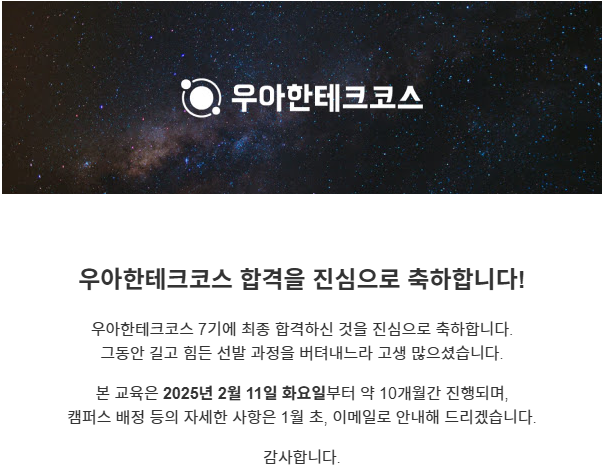 우아한테크코스
우아한테크코스 합격을 진심으로 축하합니다!
우아한테크코스 7기에 최종 합격하신 것을 진심으로 축하합니다.
그동안 길고 힘든 선발 과정을 버텨내느라 고생 많으셨습니다.
본 교육은 2025년 2월 11일 화요일부터 약 10개월간 진행되며,
캠퍼스 배정 등의 자세한 사항은 1월 초, 이메일로 안내해 드리겠습니다.
감사합니다.